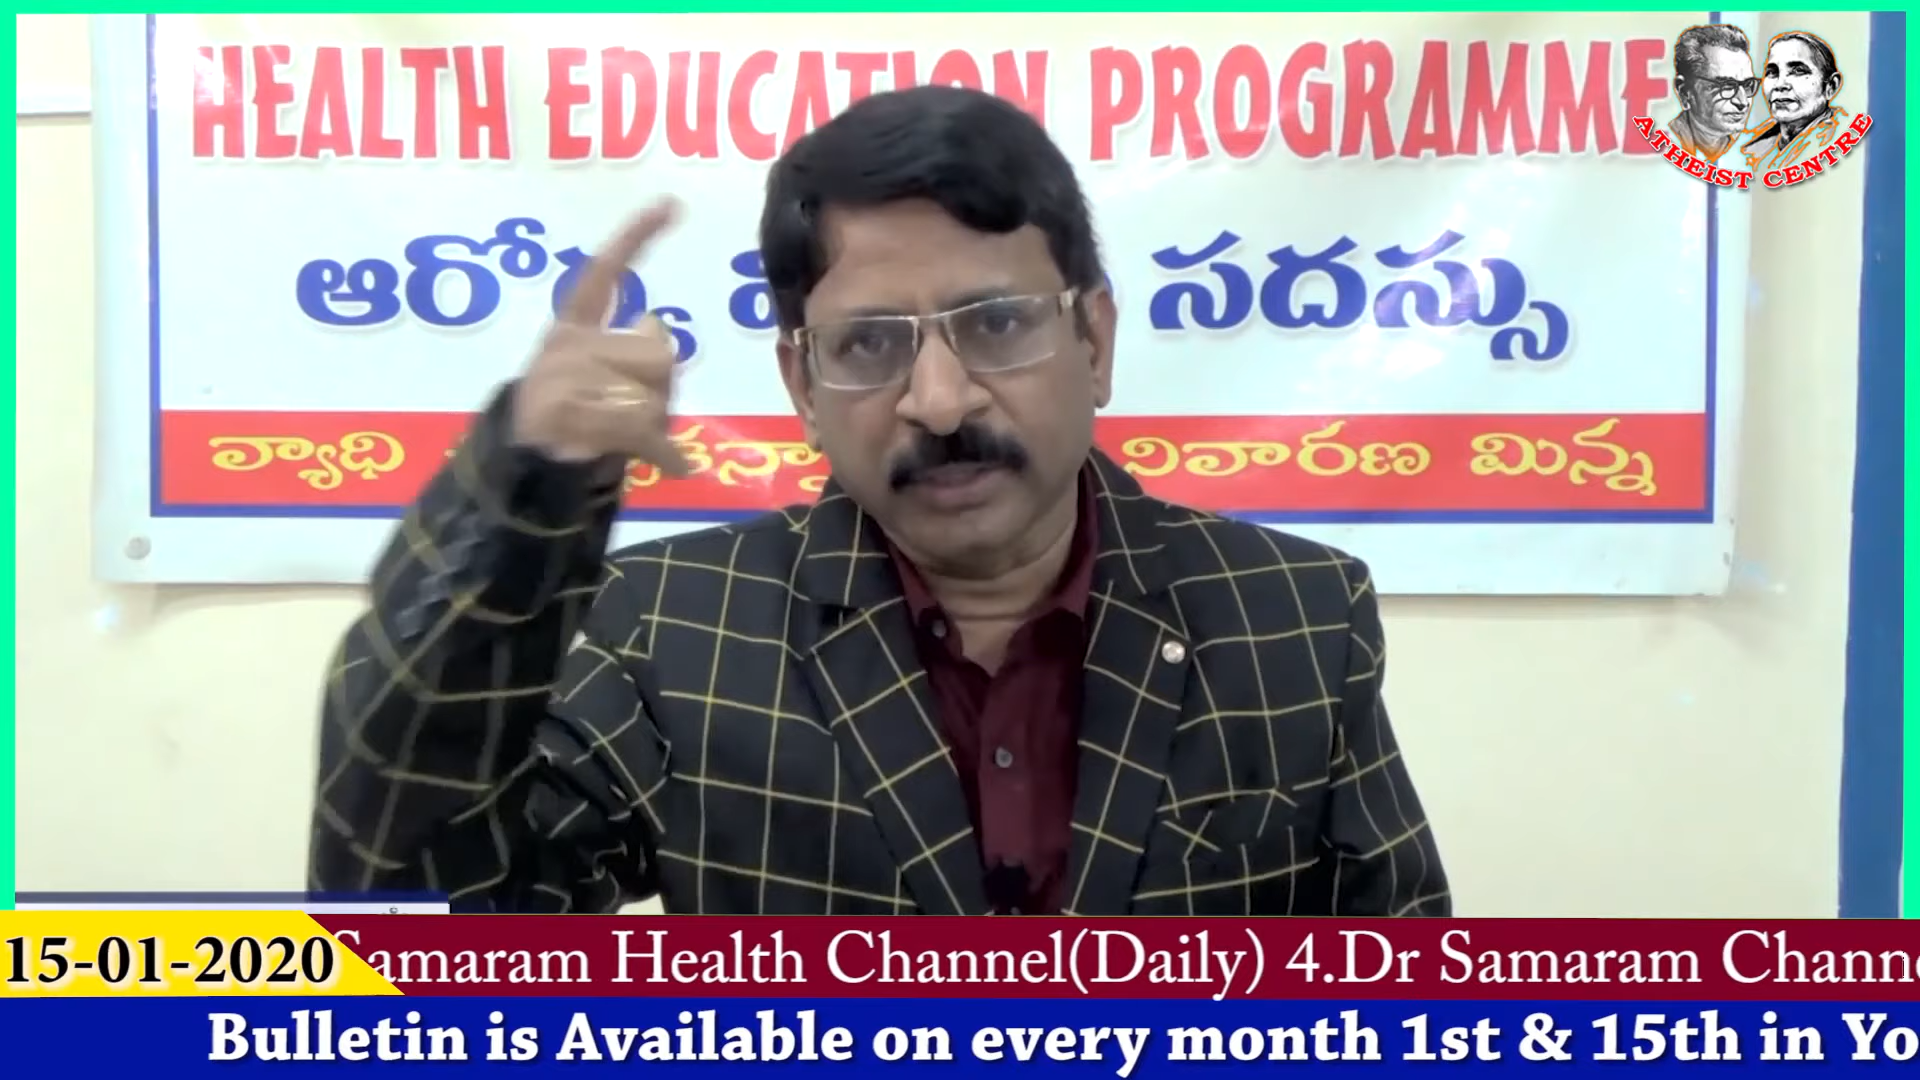 HEALTH EDUCATION PROGRAMME
ATHEIST CENTRE
ఆరోగ్య సదస్సు
వ్యాధి నివారణ మిన్న
15-01-2020
Samaram Health Channel(Daily) 4.Dr Samaram Channe
Bulletin is Available on every month 1st & 15th in Yo